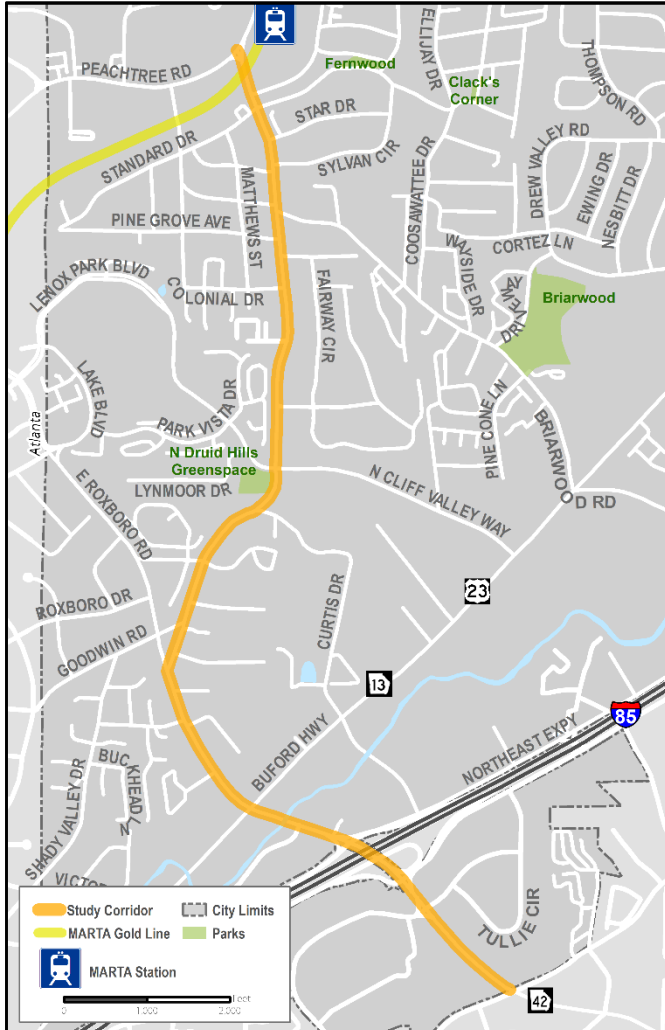 PEACHTREE RD
Fernwood
ELLIJAY DR
Clack's
Corner
THOMPSON RD
STAR DR
STANDARD DR
SYLVAN CIR
MATTHEWS ST
COOSAWATTEE DR
DREW VALLEY RD
EWING DR
NESBITT DR
PINE GROVE AVE
CORTEZ LN
WAYSIDE DR
LENOX PARK BLVD
COLONIAL DR
FAIRWAY CIR
DRIVEWAY
Briarwood
LAKE BLVD
PARK VISTA DR
PINE CONE LN
Atlanta
N Druid Hills
Greenspace
LYNMOOR DR
N CLIFF VALLEY WAY
BRIARWO
D RD
E ROXBORO RD
23
CURTIS DR
ROXBORO DR
GOODWIN RD
13
85
BUFORD HWY
NORTHEAST EXPY
BUCKHEAD LN
SHADY VALLEY DR
TULLIE CIR
42
Study Corridor
City Limits
MARTA Gold Line
Parks
MARTA Station
0
1,000
2,000